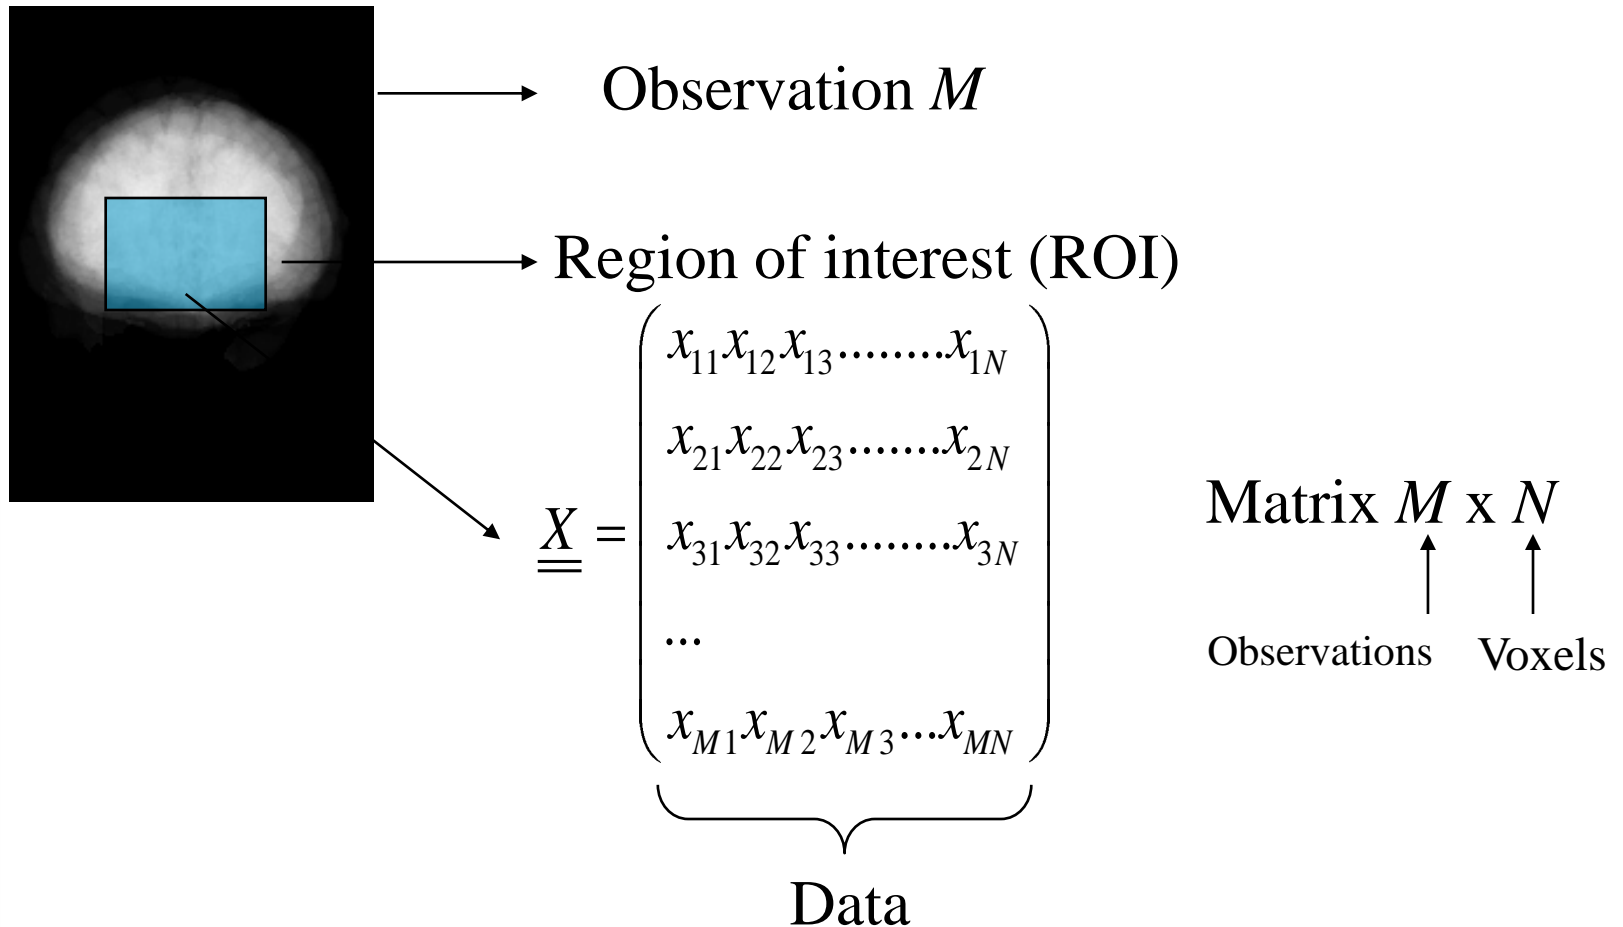 Observation M
Region of interest (ROI)
x11x12x13........x1N
x21x22x23.......x2N
X = x31x32x33........x3N
...
xM1xM2xM3...xMN
Matrix M x N
Observations Voxels
Data